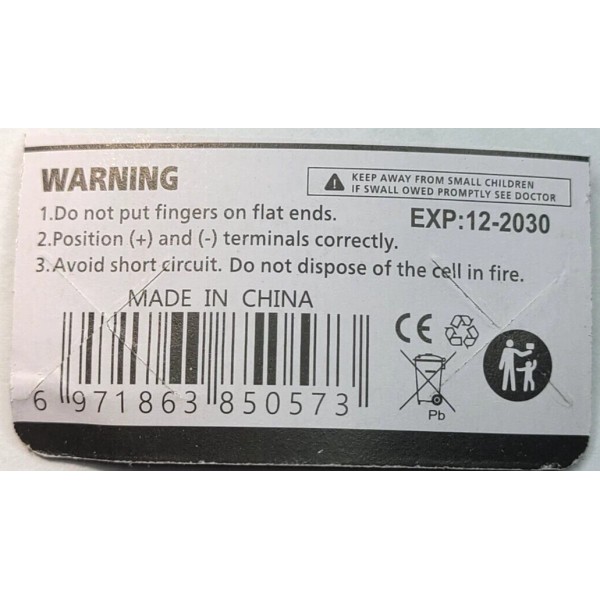 WARNING
KEEP AWAY FROM SMALL CHILDREN
IF SWALL OWED PROMPTLY SEE DOCTOR
1.Do not put fingers on flat ends.
EXP:12-2030
2.Position (+) and (-) terminals correctly.
3.Avoid short circuit. Do not dispose of the cell in fire.
MADE IN CHINA
CE
Pb
6 971863 850573